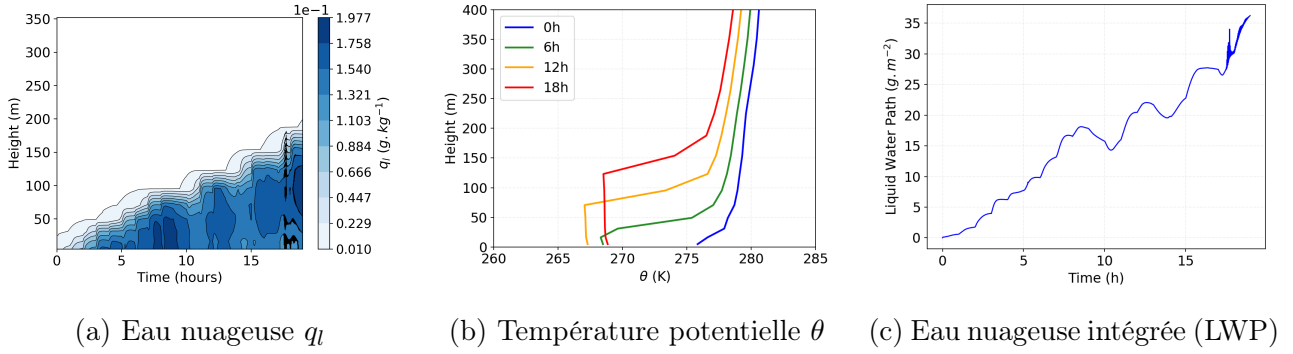 1e−1
350
300
250
200
150
100
50
Height (m)
0 5 10 15
Time (hours)
1.977
1.758
1.540
1.321
1.103
0.884
0.666
0.447
0.229
0.010
q_l (g. kg⁻¹)
(a) Eau nuageuse q_l
400
350
300
250
200
150
100
50
0
Height (m)
0h
6h
12h
18h
260 265 270 275 280 285
θ (K)
(b) Température potentielle θ
35
30
25
20
15
10
5
0
Liquid Water Path (g. m⁻²)
0 5 10 15
Time (h)
(c) Eau nuageuse intégrée (LWP)